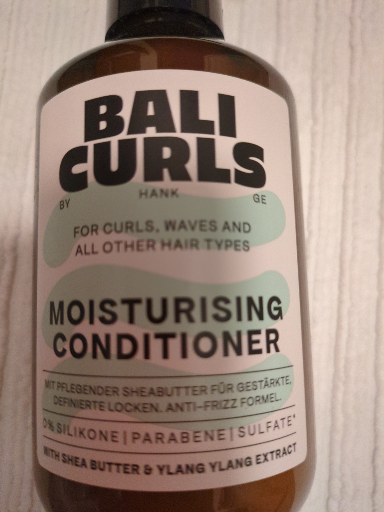 BALI
CURLS
BY HANK GE
FOR CURLS, WAVES AND
ALL OTHER HAIR TYPES
MOISTURISING
CONDITIONER
MIT PFLEGENDER SHEABUTTER FÜR GESTÄRKTE,
DEFINIERTE LOCKEN. ANTI-FRIZZ FORMEL.
0% SILIKONE | PARABENE | SULFATE*
WITH SHEA BUTTER & YLANG YLANG EXTRACT